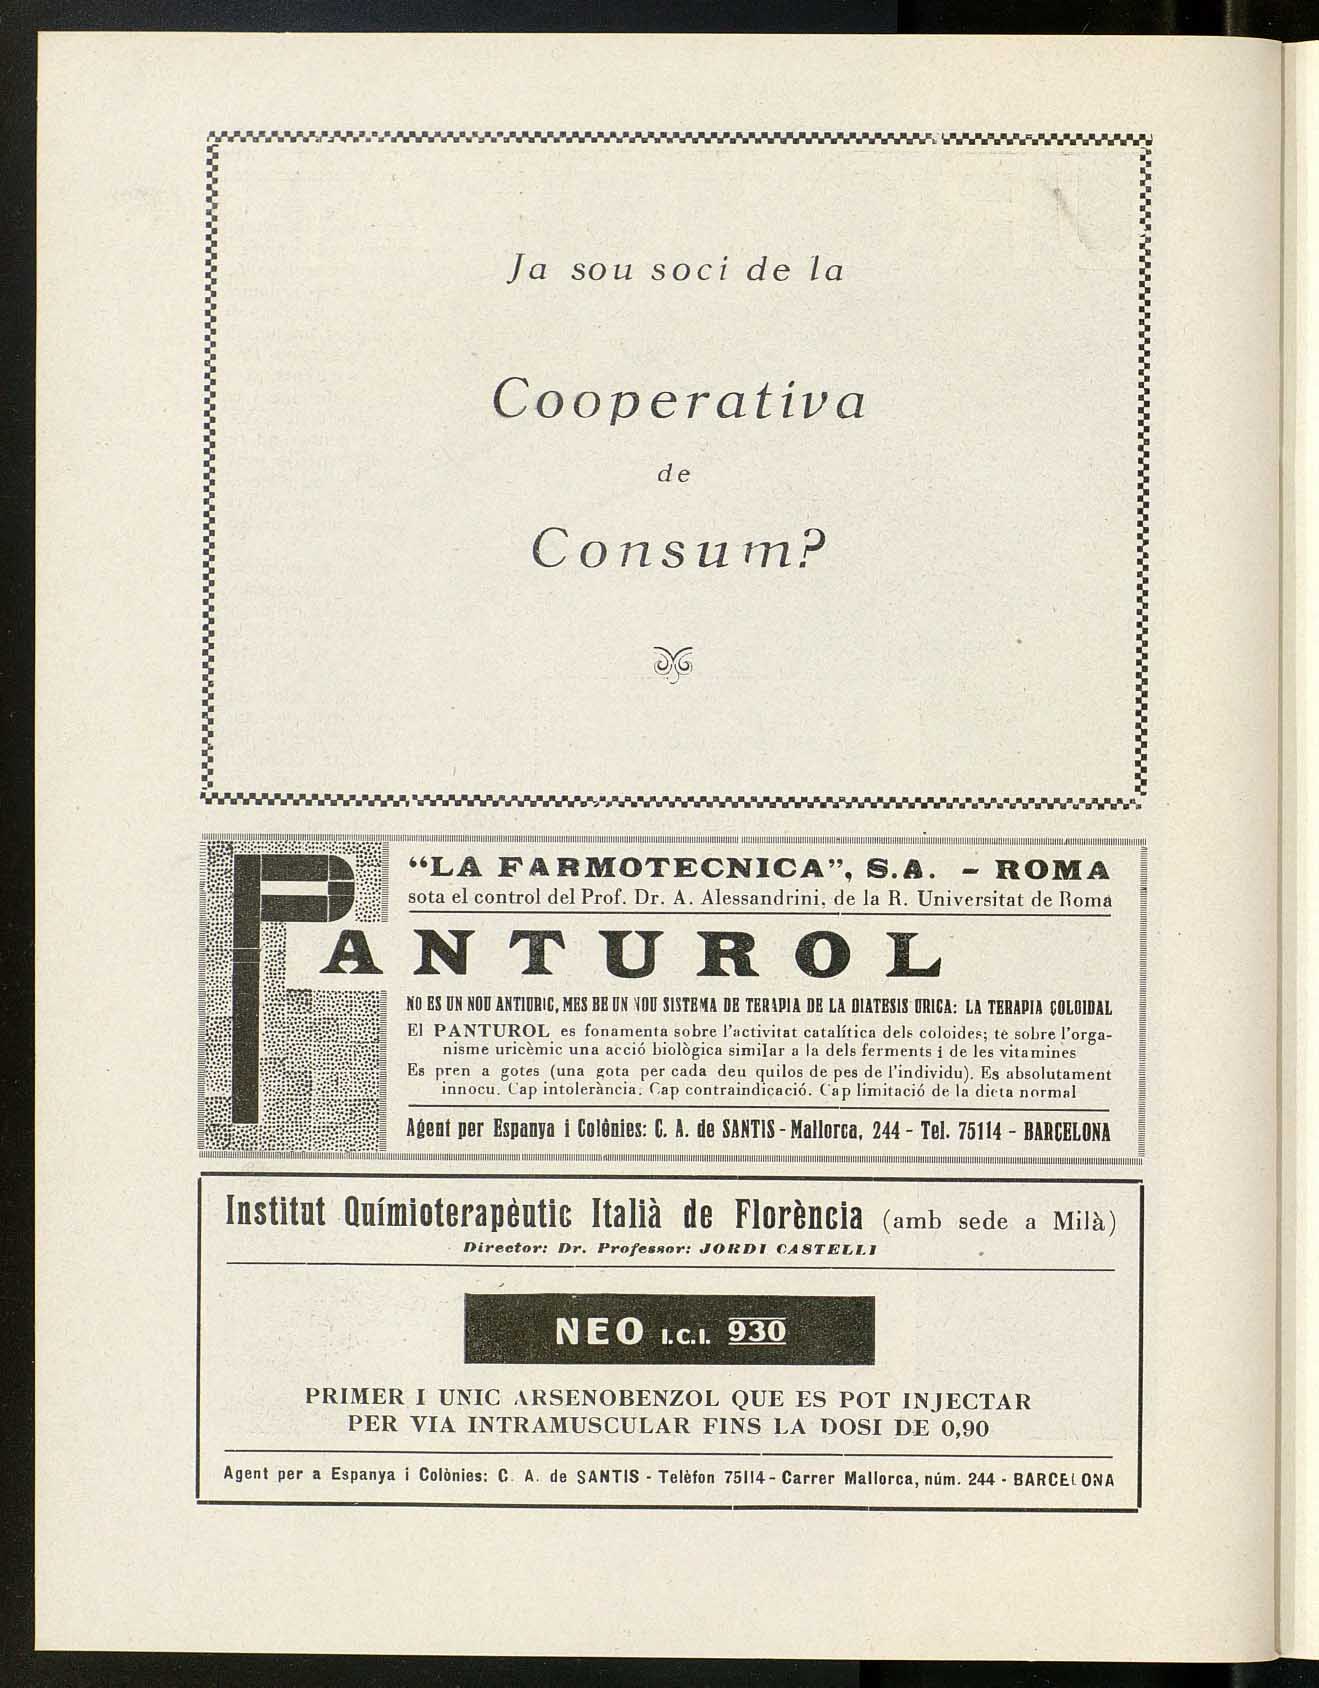 Ja sou soci de la
Cooperativa
de
Consum?
“LA FARMOTECNICA”, S.A. - ROMA
sota el control del Prof. Dr. A. Alessandrini, de la R. Universitat de Roma
PANTUROL
NO ES UN NOU ANTIURIC, MES BE UN NOU SISTEMA DE TERAPIA DE LA DIATESIS URICA: LA TERAPIA COLOIDAL
El PANTUROL es fonamenta sobre l'activitat catalítica dels coloides; té sobre l'orga-
nisme uricèmic una acció biològica similar a la dels ferments i de les vitamines
Es pren a gotes (una gota per cada deu quilos de pes de l'individu). Es absolutament
innocu. Cap intolerància. Cap contraindicació. Cap limitació de la dieta normal
Agent per Espanya i Colònies: C. A. de SANTIS - Mallorca, 244 - Tel. 75114 - BARCELONA
Institut Químioterapèutic Italià de Florència (amb sede a Milà)
Director: Dr. Professor: JORDI CASTELLI
NEO I.C.I. 930
PRIMER I UNIC ARSENOBENZOL QUE ES POT INJECTAR
PER VIA INTRAMUSCULAR FINS LA DOSI DE 0,90
Agent per a Espanya i Colònies: C. A. de SANTIS - Telèfon 75114 - Carrer Mallorca, núm. 244 - BARCELONA